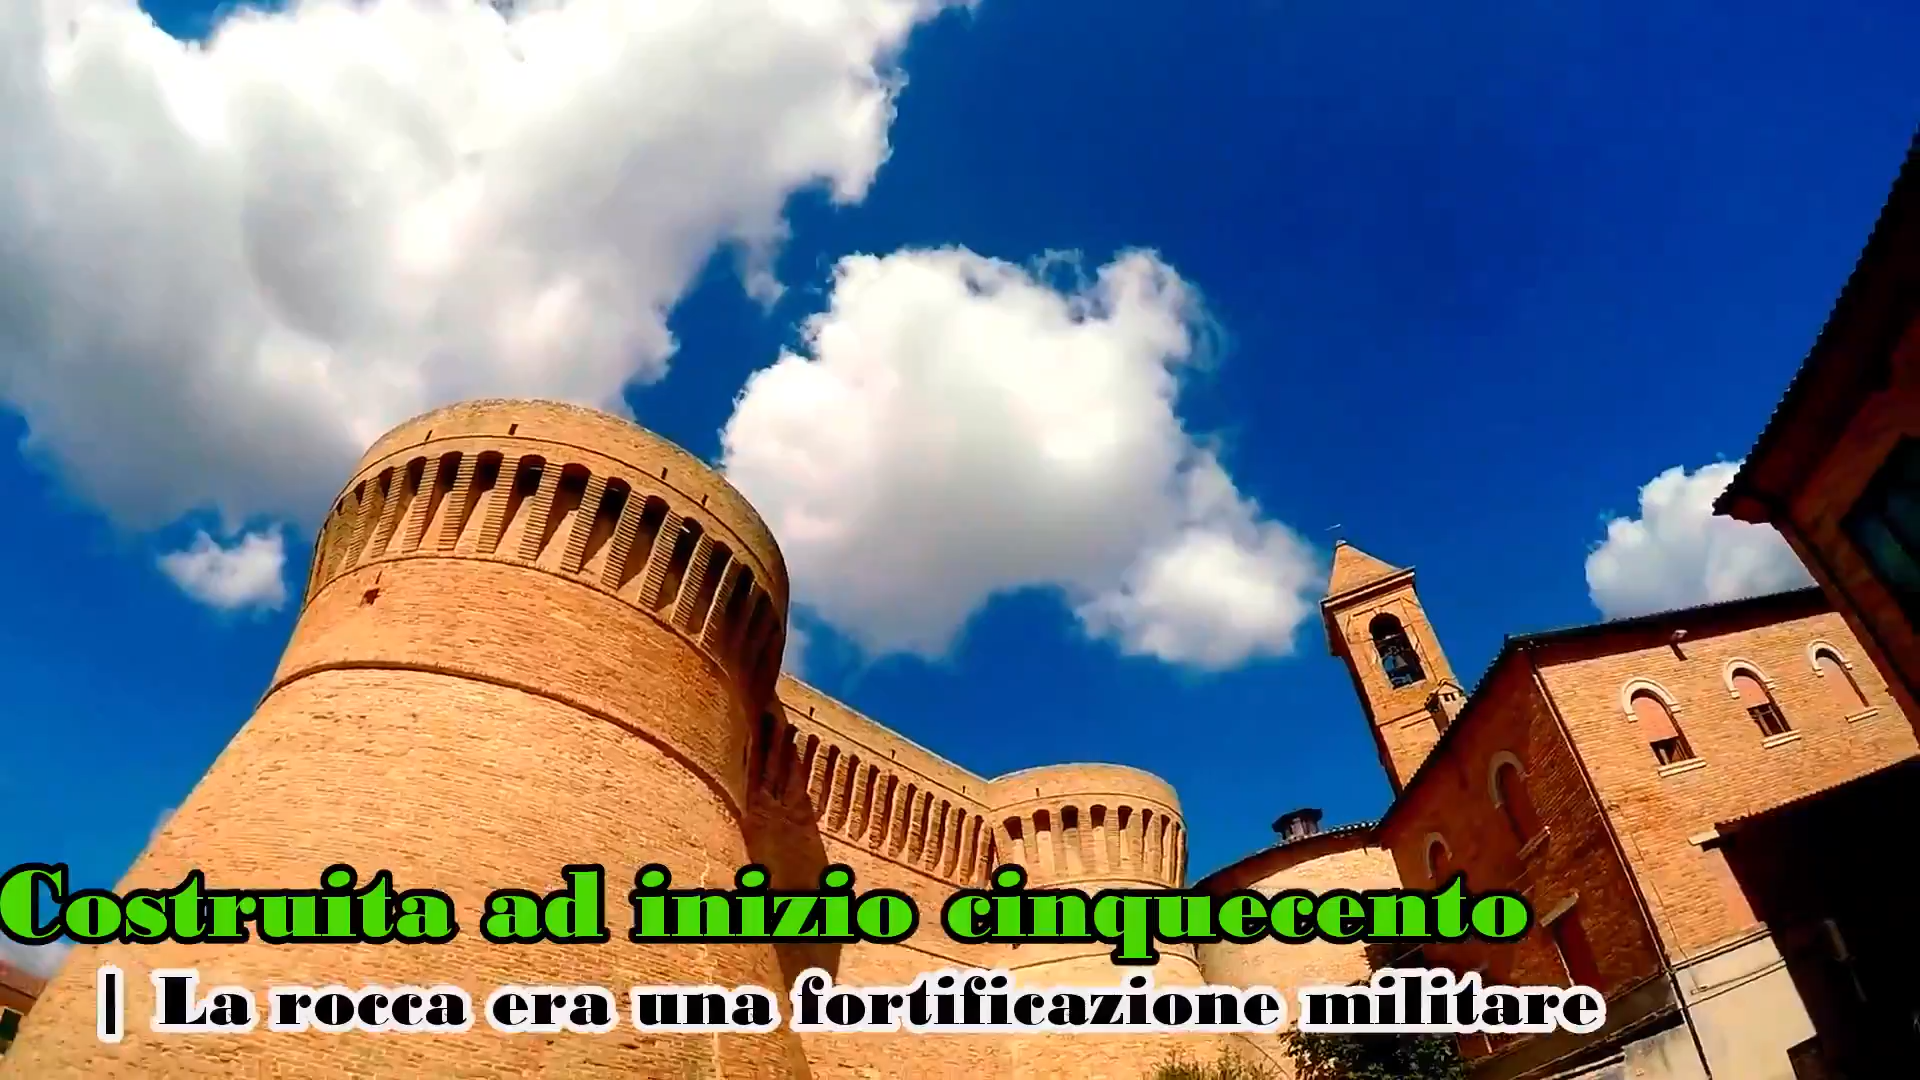 Costruita ad inizio cinquecento
| La rocca era una fortificazione militare